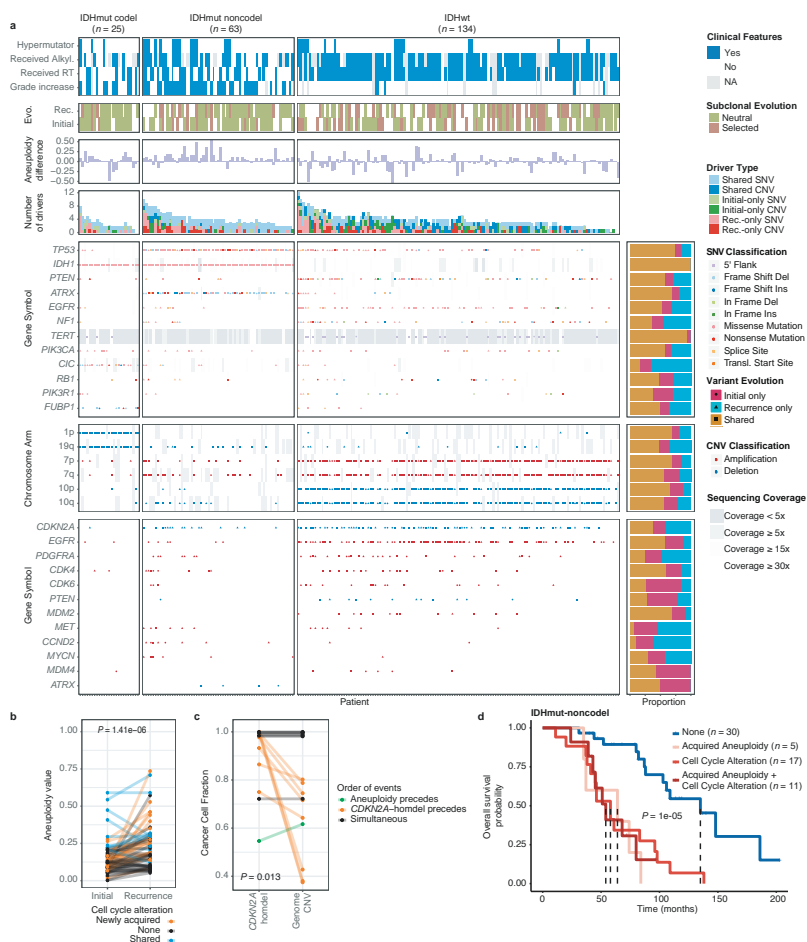 IDHmut codel
(n = 25)
IDHmut noncodel
(n = 63)
IDHwt
(n = 134)
a
Hypermutator
Received Alkyl.
Received RT
Grade increase
Clinical Features
Yes
No
NA
Evo.
Rec.
Initial
Subclonal Evolution
Neutral
Selected
Aneuploidy
difference
0.50
0.25
0.00
−0.25
−0.50
Number
of drivers
12
8
4
0
Driver Type
Shared SNV
Shared CNV
Initial-only SNV
Initial-only CNV
Rec.-only SNV
Rec.-only CNV
Gene Symbol
TP53
IDH1
PTEN
ATRX
EGFR
NF1
TERT
PIK3CA
CIC
RB1
PIK3R1
FUBP1
SNV Classification
5' Flank
Frame Shift Del
Frame Shift Ins
In Frame Del
In Frame Ins
Missense Mutation
Nonsense Mutation
Splice Site
Transl. Start Site
Variant Evolution
Initial only
Recurrence only
Shared
Chromosome Arm
1p
19q
7p
7q
10p
10q
CNV Classification
Amplification
Deletion
Sequencing Coverage
Coverage < 5x
Coverage ≥ 5x
Coverage ≥ 15x
Coverage ≥ 30x
Gene Symbol
CDKN2A
EGFR
PDGFRA
CDK4
CDK6
PTEN
MDM2
MET
CCND2
MYCN
MDM4
ATRX
Patient
Proportion
b
P = 1.41e−06
Aneuploidy value
1.00
0.75
0.50
0.25
0.00
Initial
Recurrence
Cell cycle alteration
Newly acquired
None
Shared
c
Cancer Cell Fraction
1.0
0.8
0.6
0.4
P = 0.013
CDKN2A
homdel
Genome
CNV
Order of events
Aneuploidy precedes
CDKN2A–homdel precedes
Simultaneous
d
IDHmut-noncodel
Overall survival
probability
1.00
0.75
0.50
0.25
0.00
P = 1e-05
None (n = 30)
Acquired Aneuploidy (n = 5)
Cell Cycle Alteration (n = 17)
Acquired Aneuploidy +
Cell Cycle Alteration (n = 11)
0
50
100
150
200
Time (months)